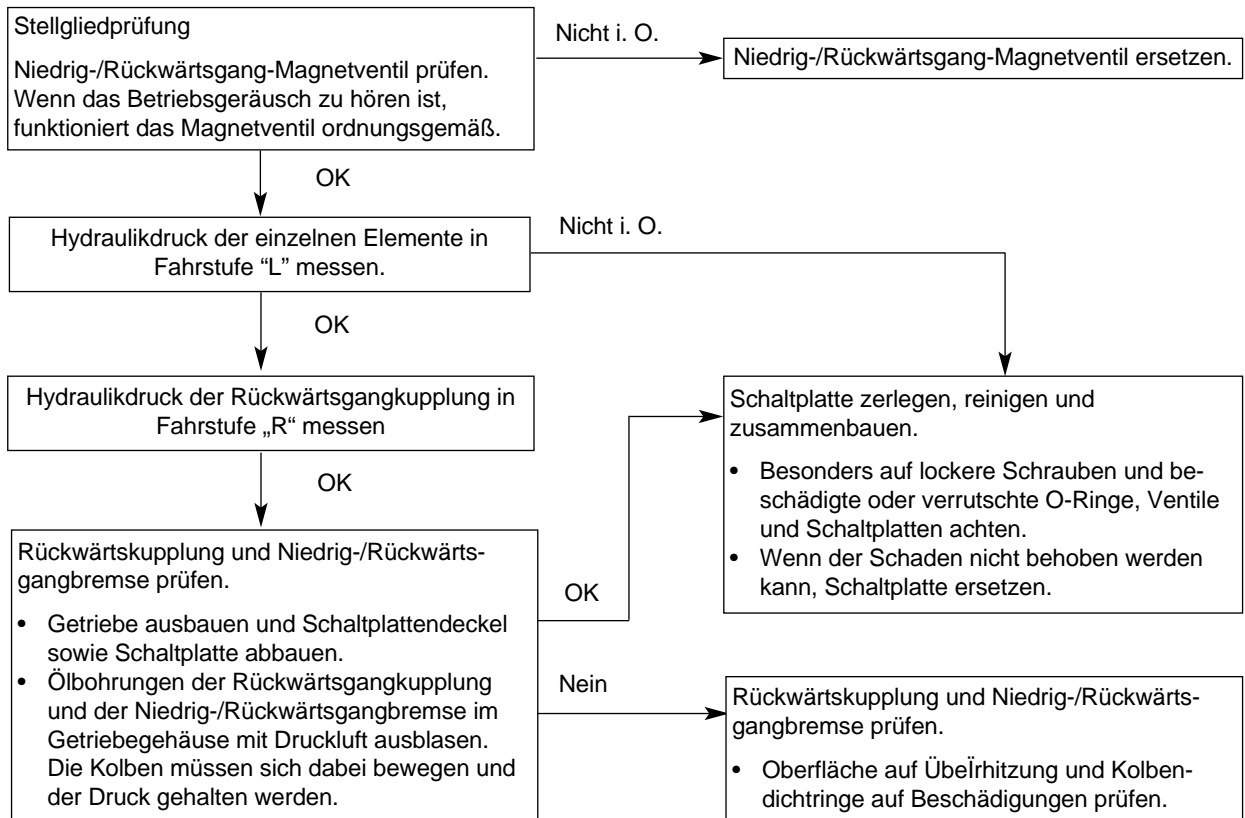 Stellgliedprüfung
Niedrig-/Rückwärtsgang-Magnetventil prüfen.
Wenn das Betriebsgeräusch zu hören ist,
funktioniert das Magnetventil ordnungsgemäß.
Nicht i. O.
Niedrig-/Rückwärtsgang-Magnetventil ersetzen.
OK
Hydraulikdruck der einzelnen Elemente in
Fahrstufe “L” messen.
Nicht i. O.
OK
Hydraulikdruck der Rückwärtsgangkupplung in
Fahrstufe „R“ messen
OK
Schaltplatte zerlegen, reinigen und
zusammenbauen.
• Besonders auf lockere Schrauben und be-
schädigte oder verrutschte O-Ringe, Ventile
und Schaltplatten achten.
• Wenn der Schaden nicht behoben werden
kann, Schaltplatte ersetzen.
Rückwärtskupplung und Niedrig-/Rückwärts-
gangbremse prüfen.
• Getriebe ausbauen und Schaltplattendeckel
sowie Schaltplatte abbauen.
• Ölbohrungen der Rückwärtsgangkupplung
und der Niedrig-/Rückwärtsgangbremse im
Getriebegehäuse mit Druckluft ausblasen.
Die Kolben müssen sich dabei bewegen und
der Druck gehalten werden.
OK
Nein
Rückwärtskupplung und Niedrig-/Rückwärts-
gangbremse prüfen.
• Oberfläche auf ÜbeÏrhitzung und Kolben-
dichtringe auf Beschädigungen prüfen.